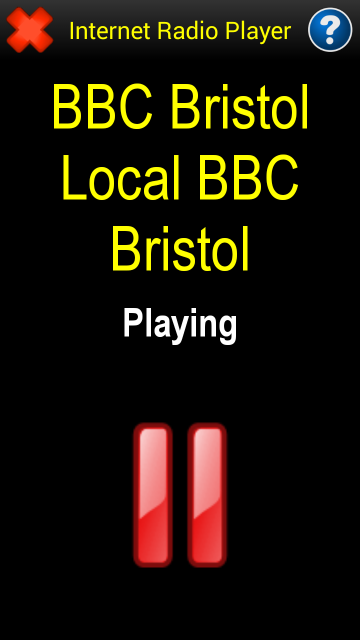 Internet Radio Player
?
BBC Bristol
Local BBC
Bristol
Playing